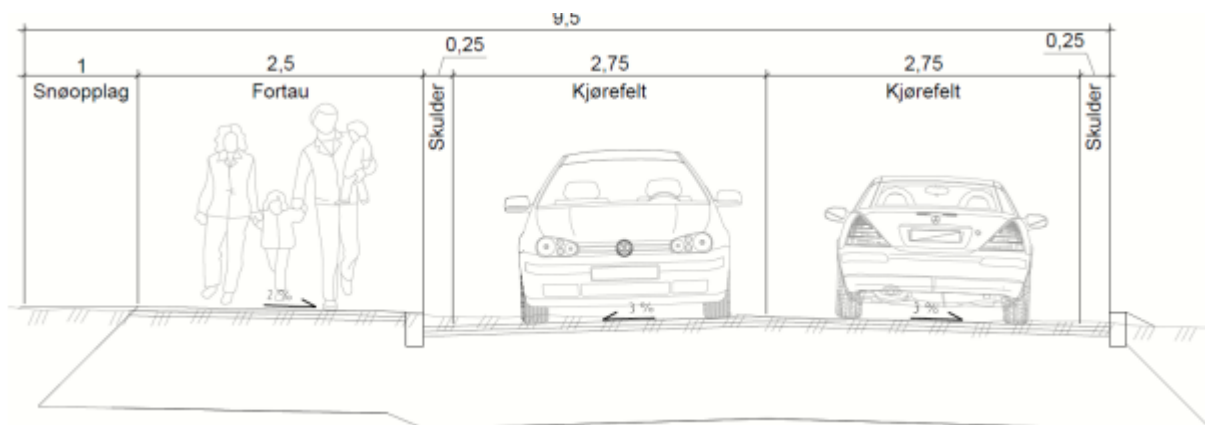 9,5
0,25 0,25
1 2,5 2,75 2,75
Snøopplag Fortau Skulder Kjørefelt Kjørefelt Skulder
2% 3 % 3 %